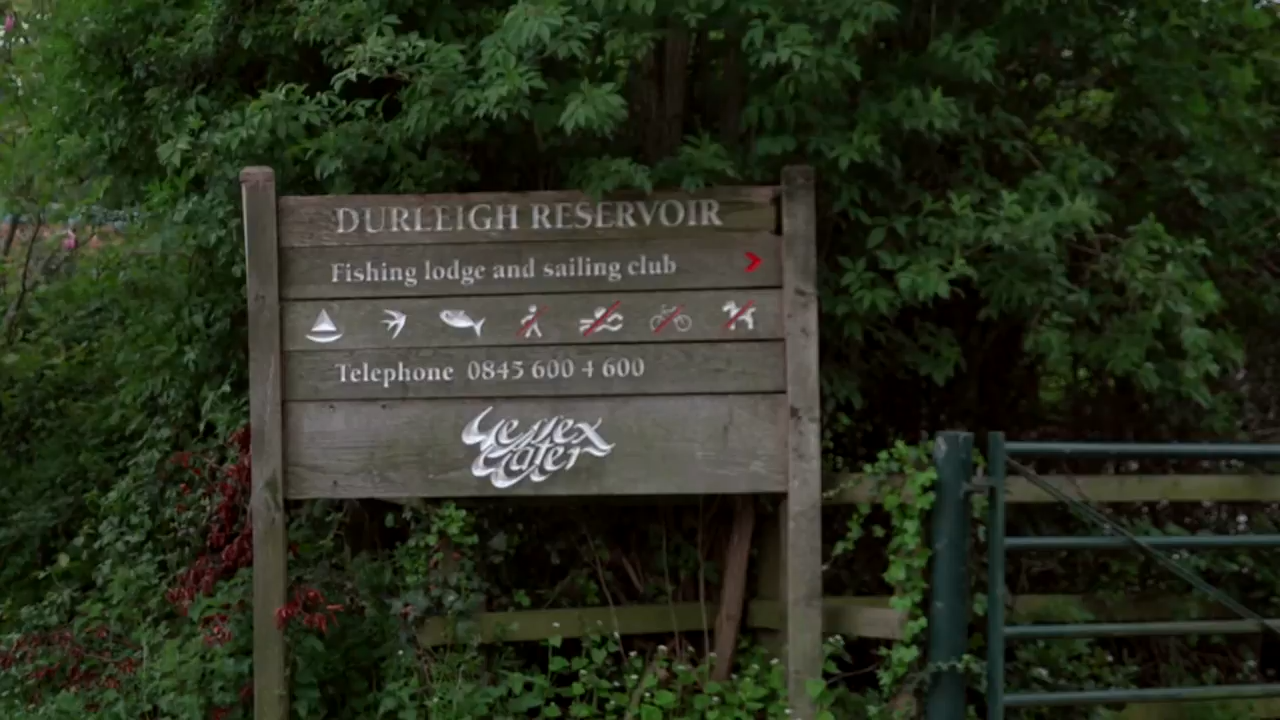 DURLEIGH RESERVOIR
Fishing lodge and sailing club
Telephone 0845 600 4 600
Wessex
Water